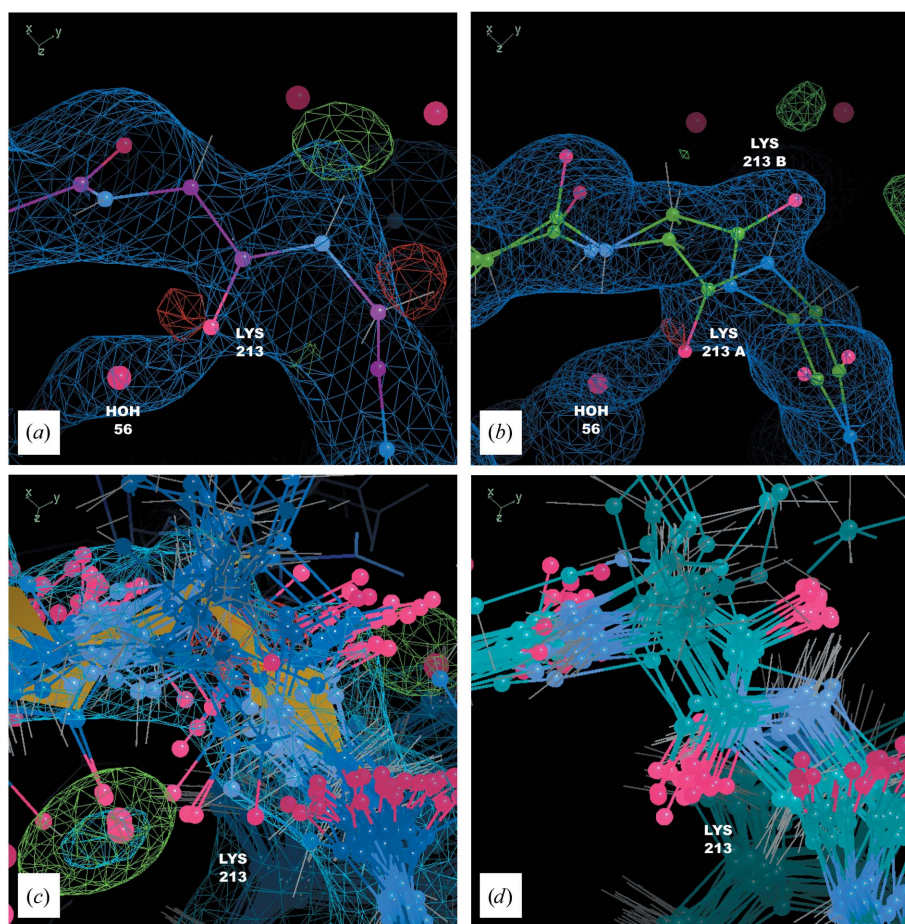 x y
z
x y
z
LYS
213 B
LYS
213
LYS
213 A
HOH
56
HOH
56
(a)
(b)
x y
z
x y
z
LYS
213
LYS
213
(c)
(d)